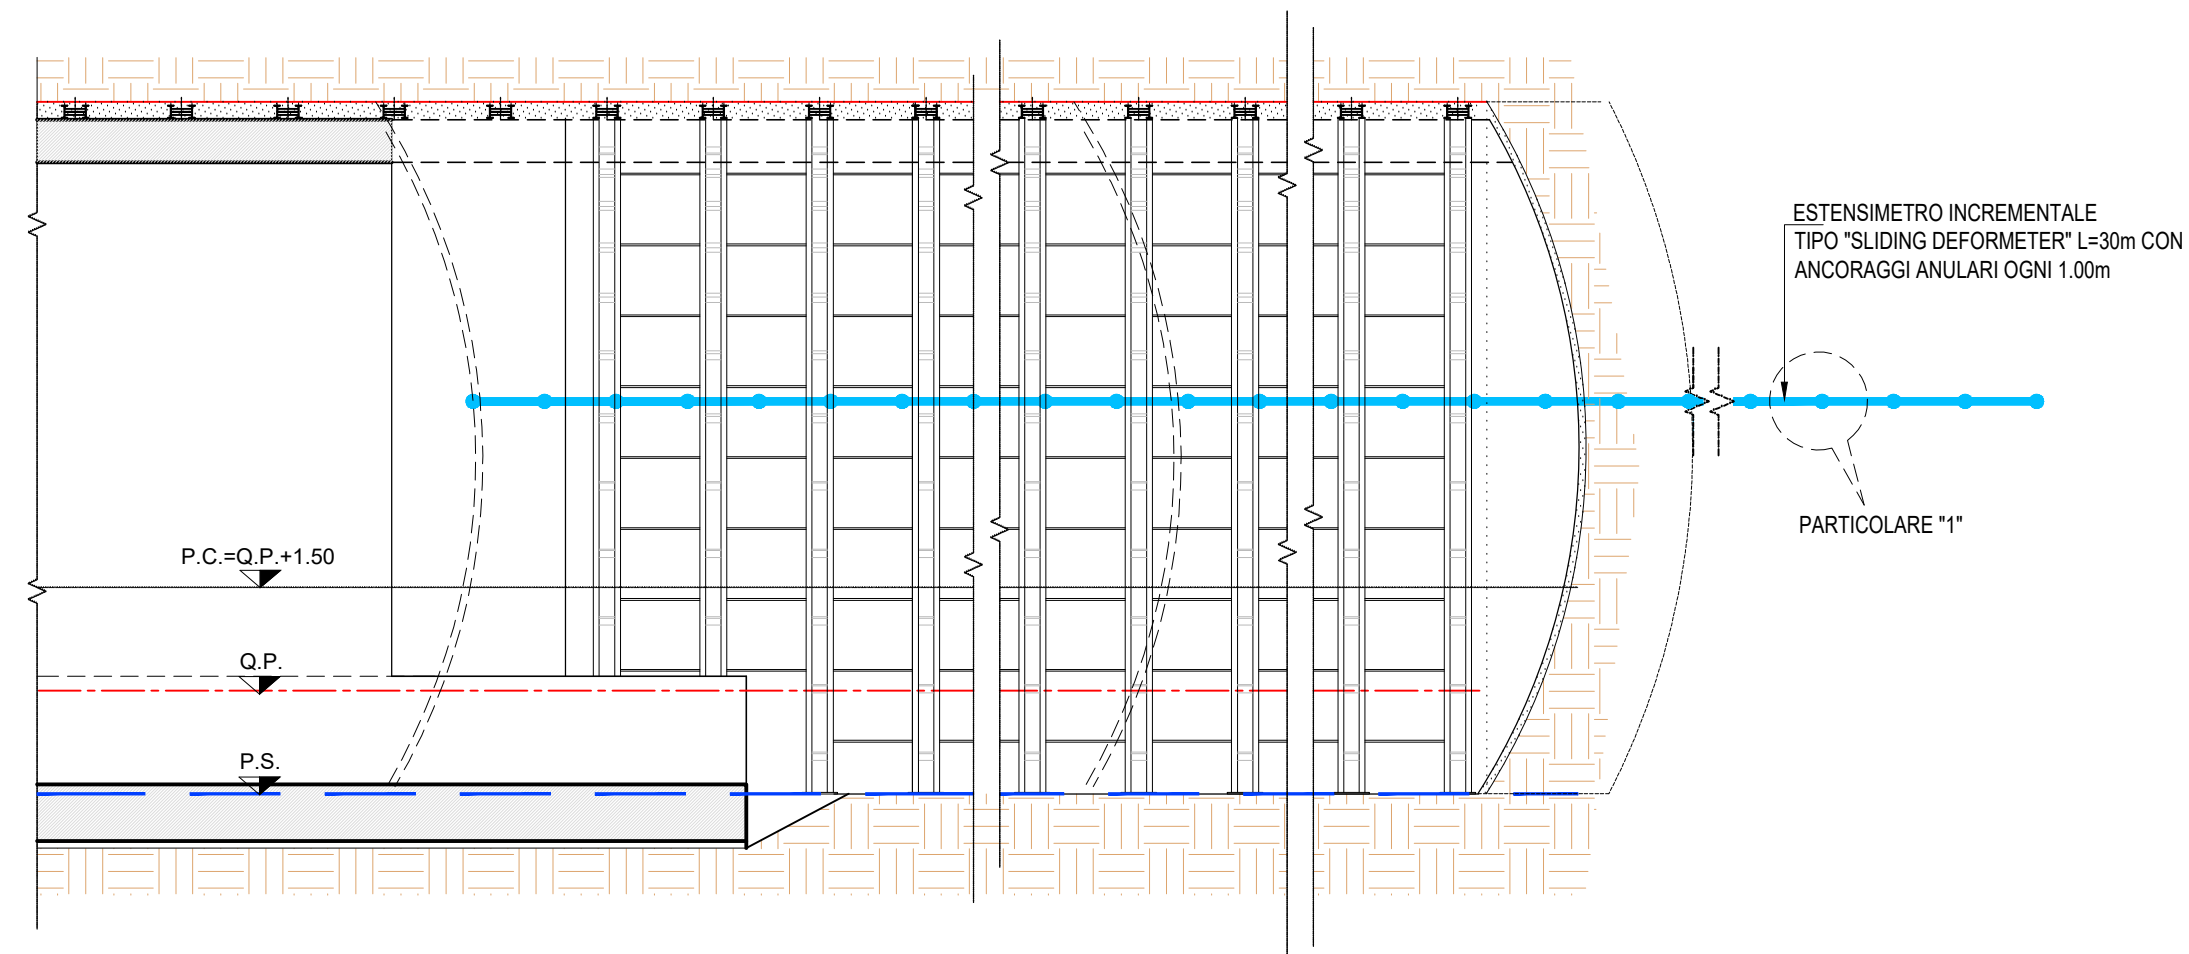 ESTENSIMETRO INCREMENTALE
TIPO "SLIDING DEFORMETER" L=30m CON
ANCORAGGI ANULARI OGNI 1.00m
PARTICOLARE "1"
P.C.=Q.P.+1.50
Q.P.
P.S.